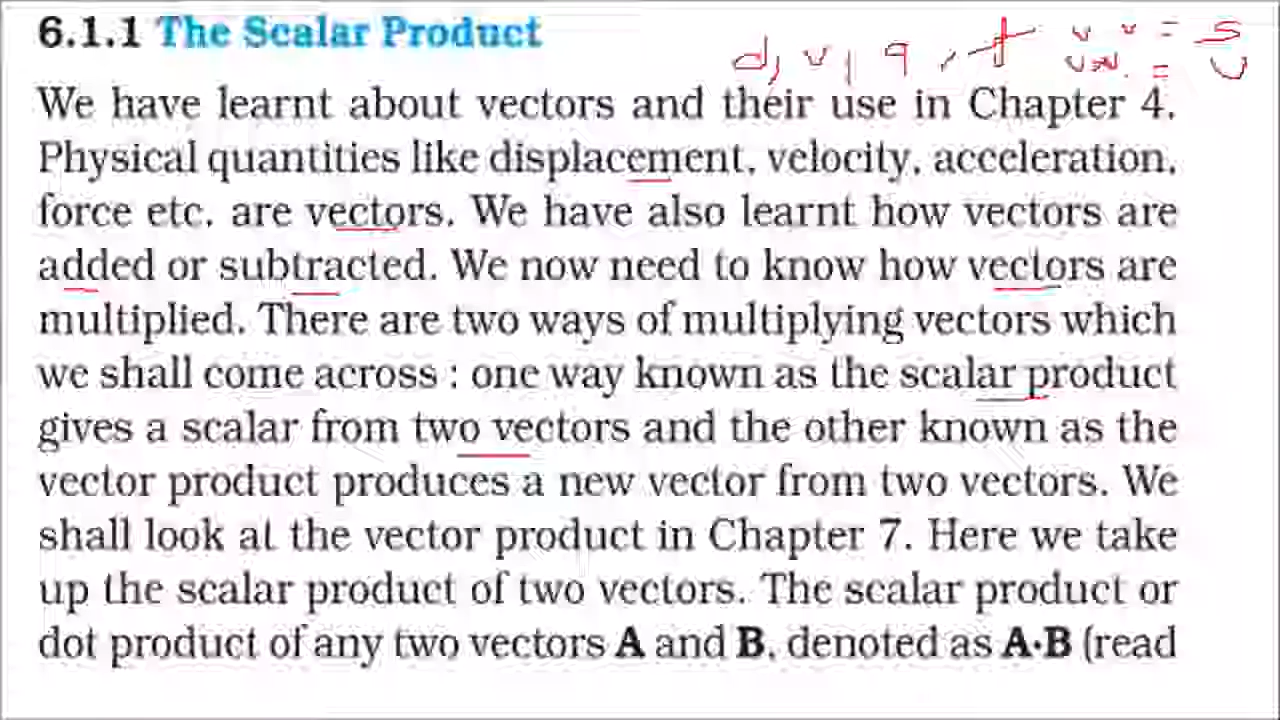 6.1.1 The Scalar Product
d, v, a, f v v = s
v×v = v
We have learnt about vectors and their use in Chapter 4.
Physical quantities like displacement, velocity, acceleration,
force etc. are vectors. We have also learnt how vectors are
added or subtracted. We now need to know how vectors are
multiplied. There are two ways of multiplying vectors which
we shall come across : one way known as the scalar product
gives a scalar from two vectors and the other known as the
vector product produces a new vector from two vectors. We
shall look at the vector product in Chapter 7. Here we take
up the scalar product of two vectors. The scalar product or
dot product of any two vectors A and B, denoted as A·B (read